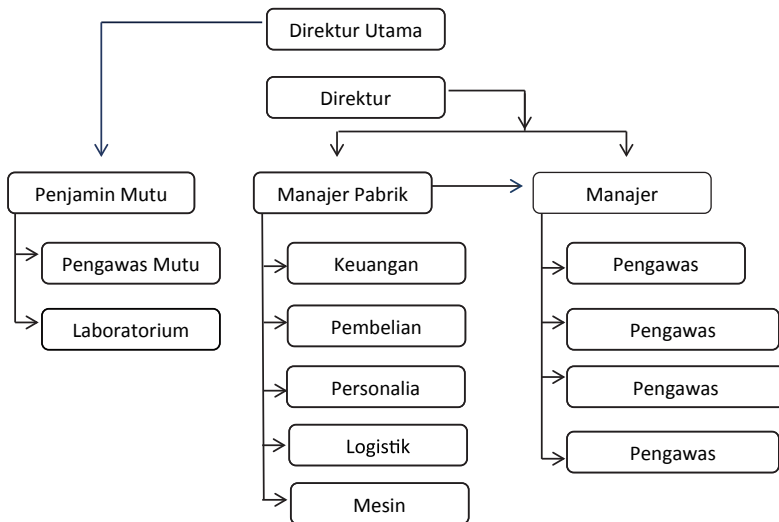 Direktur Utama
Direktur
Penjamin Mutu
Manajer Pabrik
Manajer
Pengawas Mutu
Laboratorium
Keuangan
Pembelian
Personalia
Logistik
Mesin
Pengawas
Pengawas
Pengawas
Pengawas